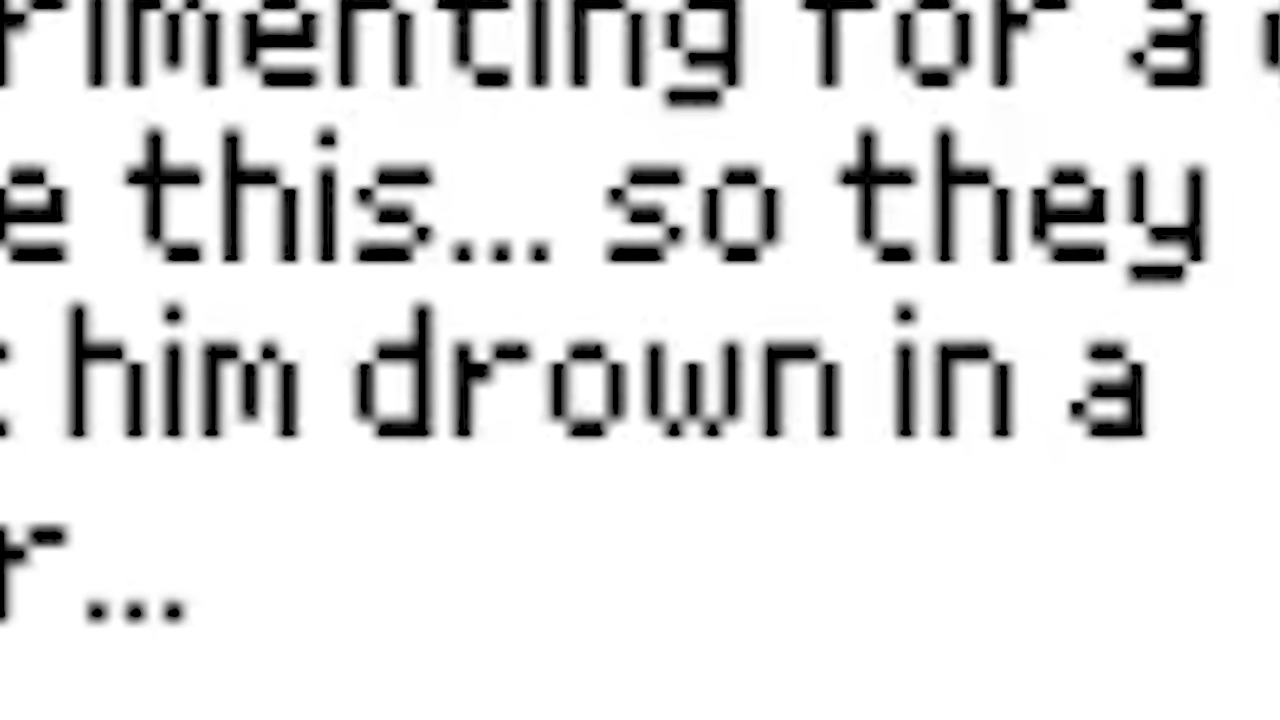 rimenting for a
e this... so they
him drown in a
r...